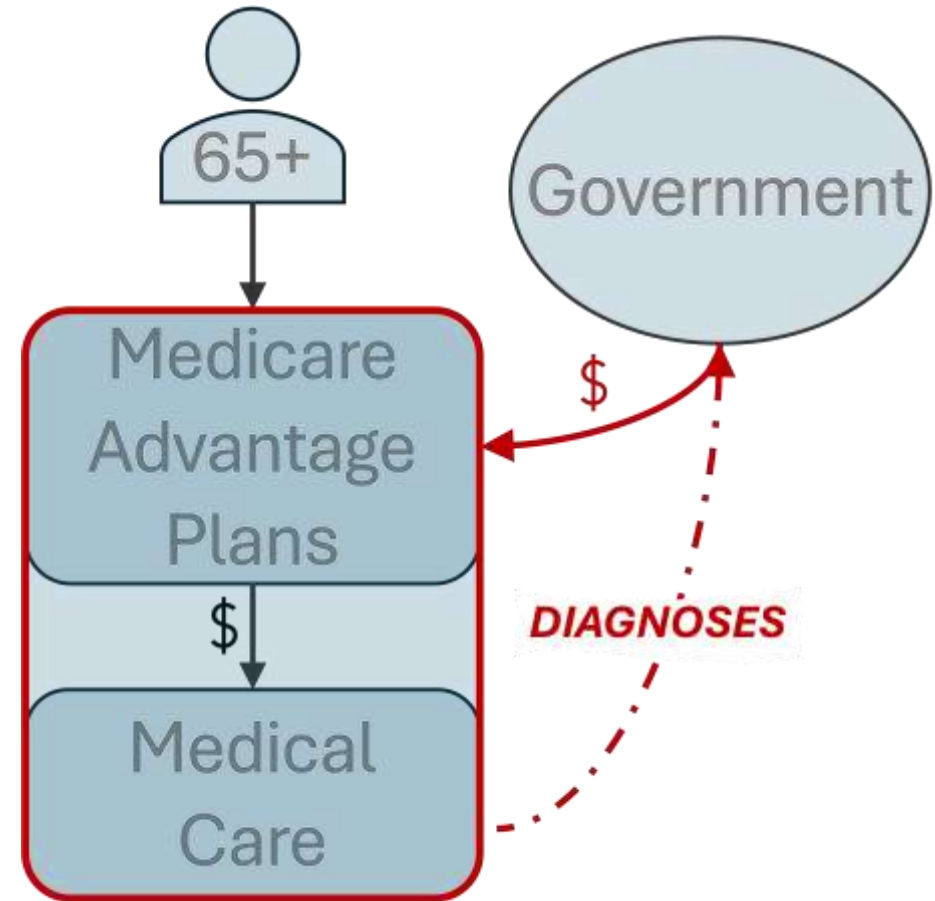 65+
Government
Medicare
Advantage
Plans
$
$
DIAGNOSES
Medical
Care